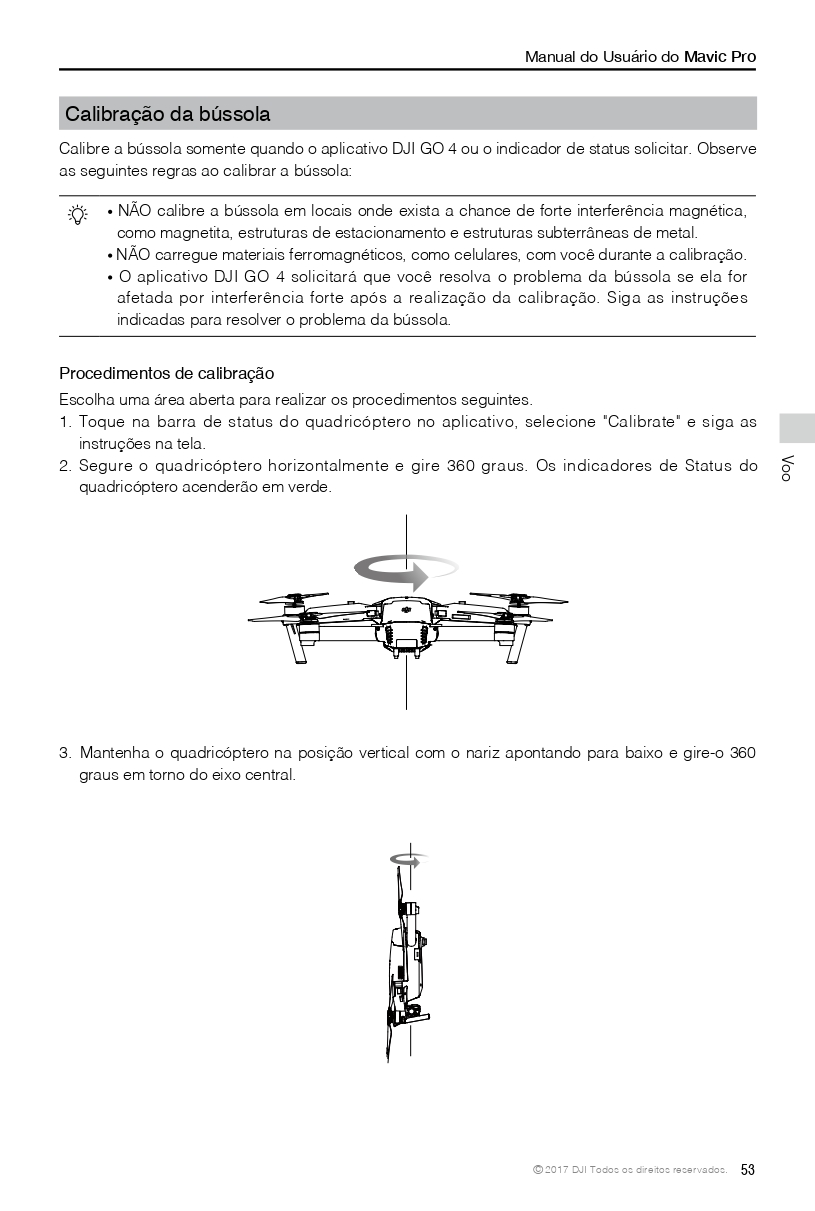 Manual do Usuário do Mavic Pro
Calibração da bússola
Calibre a bússola somente quando o aplicativo DJI GO 4 ou o indicador de status solicitar. Observe
as seguintes regras ao calibrar a bússola:
• NÃO calibre a bússola em locais onde exista a chance de forte interferência magnética,
como magnetita, estruturas de estacionamento e estruturas subterrâneas de metal.
• NÃO carregue materiais ferromagnéticos, como celulares, com você durante a calibração.
• O aplicativo DJI GO 4 solicitará que você resolva o problema da bússola se ela for
afetada por interferência forte após a realização da calibração. Siga as instruções
indicadas para resolver o problema da bússola.
Procedimentos de calibração
Escolha uma área aberta para realizar os procedimentos seguintes.
1. Toque na barra de status do quadricóptero no aplicativo, selecione "Calibrate" e siga as
instruções na tela.
2. Segure o quadricóptero horizontalmente e gire 360 graus. Os indicadores de Status do
quadricóptero acenderão em verde.
Voo
3. Mantenha o quadricóptero na posição vertical com o nariz apontando para baixo e gire-o 360
graus em torno do eixo central.
© 2017 DJI Todos os direitos reservados. 53